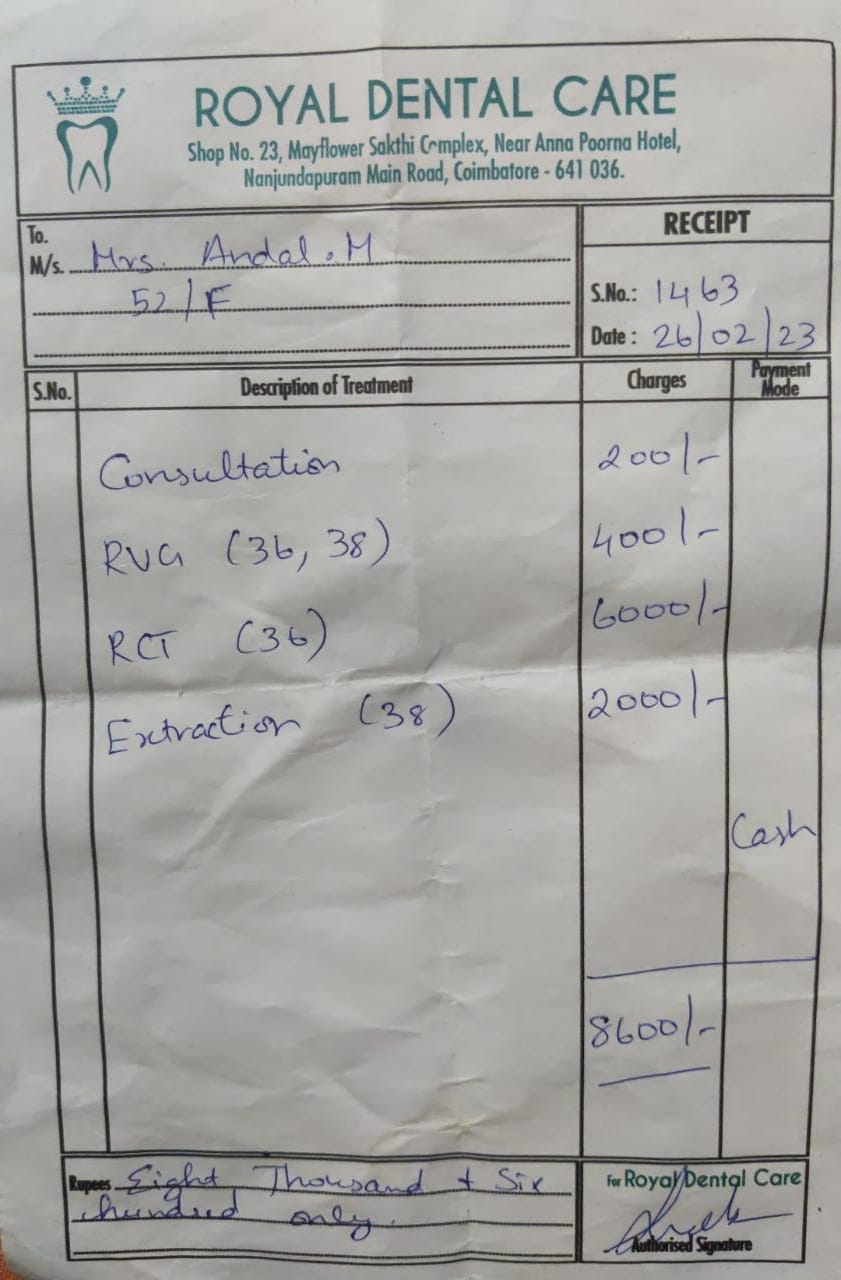 ROYAL DENTAL CARE
Shop No. 23, Mayflower Sakthi Complex, Near Anna Poorna Hotel,
Nanjundapuram Main Road, Coimbatore - 641 036.
To.
M/s. Mrs. Andal . M
52/F
RECEIPT
S.No.: 1463
Date : 26/02/23
S.No. Description of Treatment Charges Payment Mode
Consultation 200/-
RVG (36, 38) 400/-
RCT (36) 6000/-
Extraction (38) 2000/-
Cash
8600/-
Rupees Eight Thousand + Six
hundred only.
For Royal Dental Care
Authorised Signature